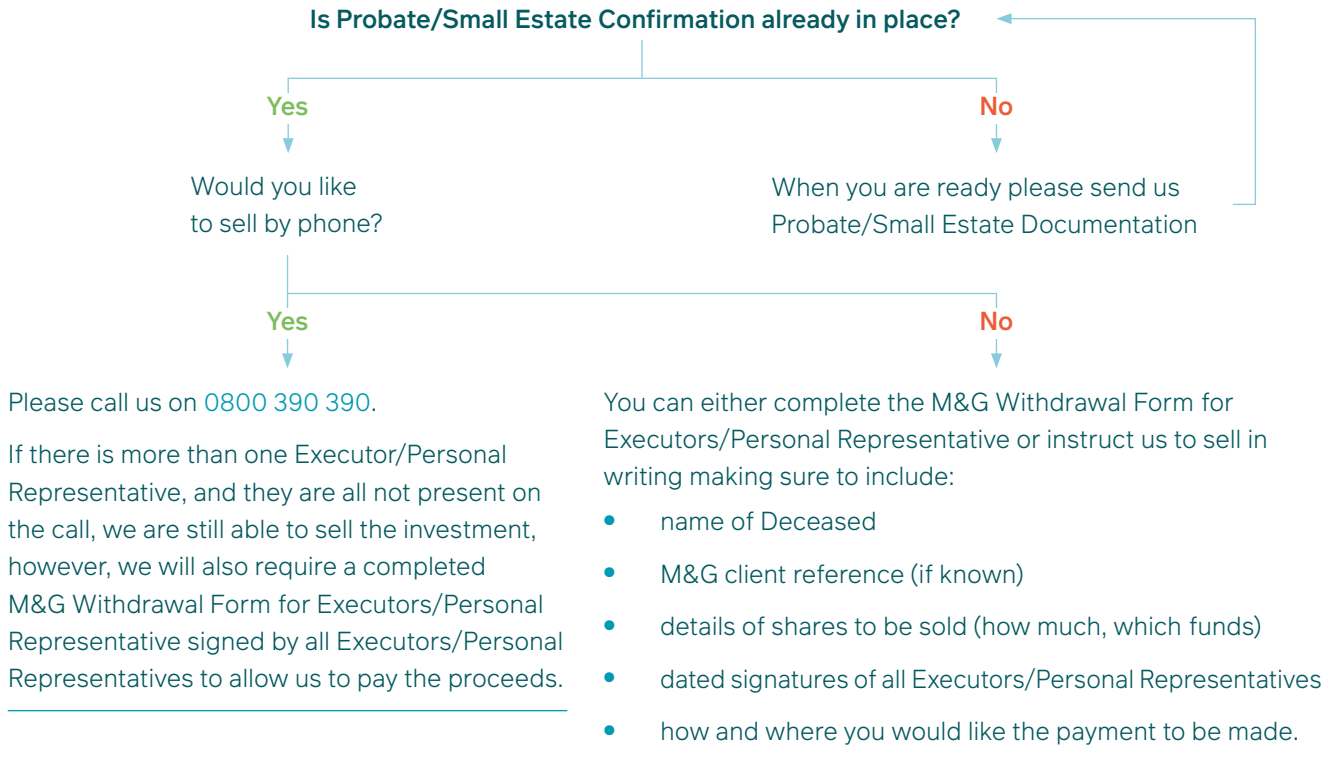 Is Probate/Small Estate Confirmation already in place?
Yes
No
Would you like
to sell by phone?
When you are ready please send us
Probate/Small Estate Documentation
Yes
No
Please call us on 0800 390 390.
If there is more than one Executor/Personal
Representative, and they are all not present on
the call, we are still able to sell the investment,
however, we will also require a completed
M&G Withdrawal Form for Executors/Personal
Representative signed by all Executors/Personal
Representatives to allow us to pay the proceeds.
You can either complete the M&G Withdrawal Form for
Executors/Personal Representative or instruct us to sell in
writing making sure to include:
• name of Deceased
• M&G client reference (if known)
• details of shares to be sold (how much, which funds)
• dated signatures of all Executors/Personal Representatives
• how and where you would like the payment to be made.